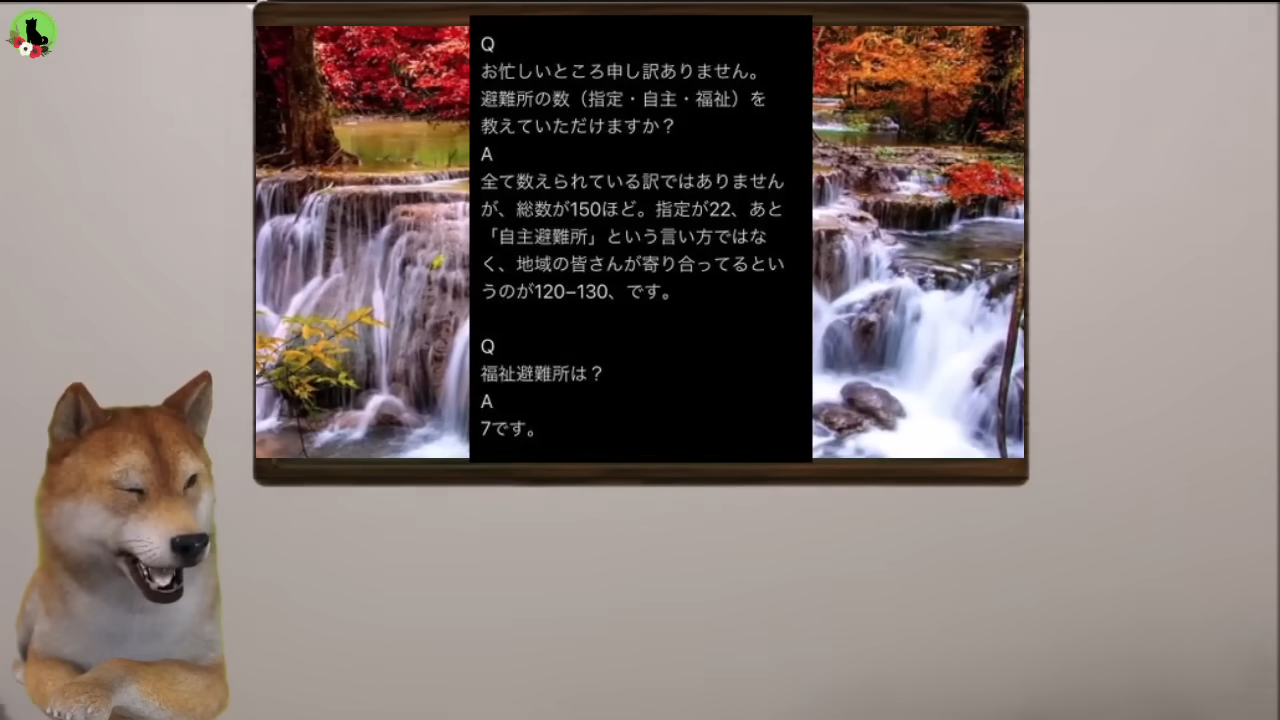 Q
お忙しいところ申し訳ありません。
避難所の数（指定・自主・福祉）を
教えていただけますか？
A
全て数えられている訳ではありません
が、総数が150ほど。指定が22、あと
「自主避難所」という言い方ではな
く、地域の皆さんが寄り合ってるとい
うのが120–130、です。
Q
福祉避難所は？
A
7です。